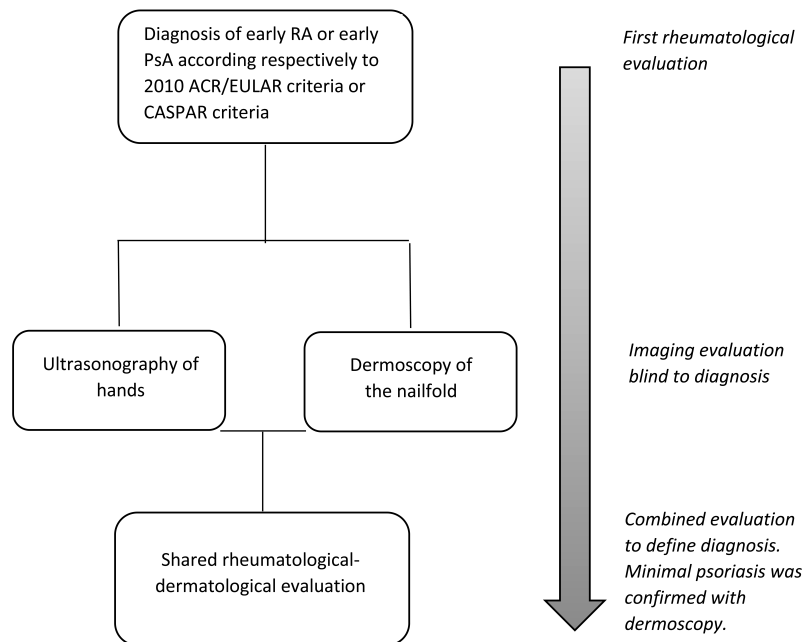 Diagnosis of early RA or early
PsA according respectively to
2010 ACR/EULAR criteria or
CASPAR criteria
First rheumatological
evaluation
Ultrasonography of
hands
Dermoscopy of
the nailfold
Imaging evaluation
blind to diagnosis
Shared rheumatological-
dermatological evaluation
Combined evaluation
to define diagnosis.
Minimal psoriasis was
confirmed with
dermoscopy.